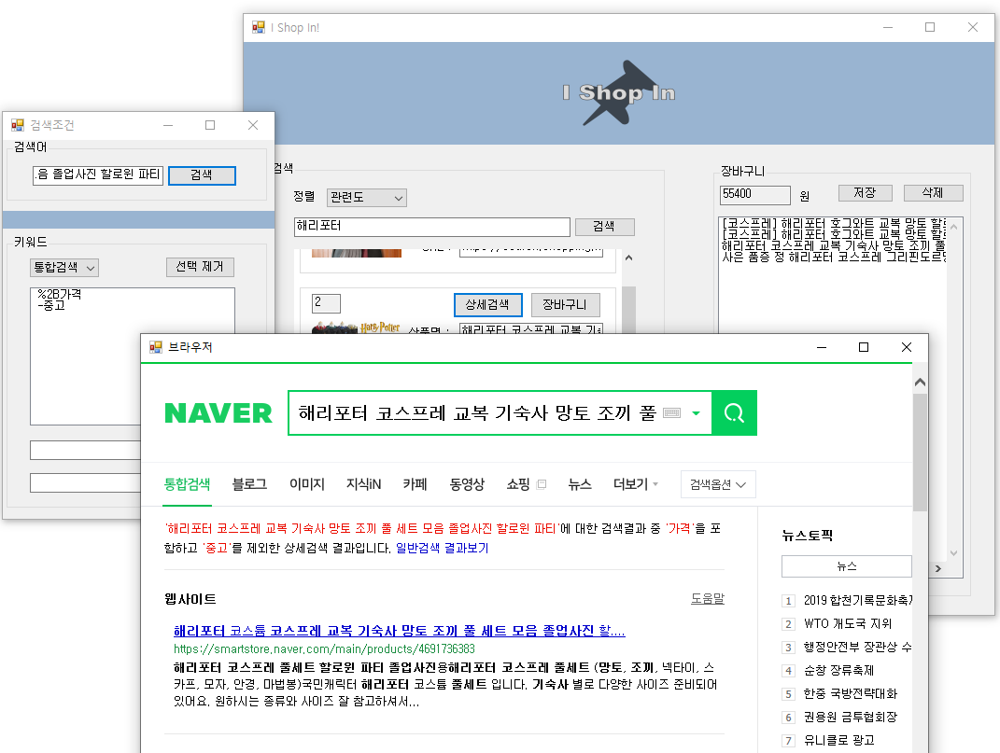 I Shop In!
I Shop In
검색조건
검색어
.음 졸업사진 할로윈 파티
검색
키워드
통합검색
선택 제거
%2B가격
-중고
검색
정렬
관련도
해리포터
검색
2
상세검색
장바구니
상품명 :
해리포터 코스프레 교복 기
장바구니
55400
원
저장
삭제
[코스프레] 해리포터 호그와트 교복 망토 할로
[코스프레] 해리포터 호그와트 교복 망토 할로
해리포터 코스프레 교복 기숙사 망토 조끼 풀
사은 품증 정 해리포터 코스프레 그리핀도르
브라우저
NAVER
해리포터 코스프레 교복 기숙사 망토 조끼 풀
통합검색 블로그 이미지 지식iN 카페 동영상 쇼핑 뉴스 더보기 검색옵션
'해리포터 코스프레 교복 기숙사 망토 조끼 풀 세트 모음 졸업사진 할로윈 파티'에 대한 검색결과 중 '가격'을 포
함하고 '중고'를 제외한 상세검색 결과입니다. 일반검색 결과보기
웹사이트
도움말
해리포터 코스튬 코스프레 교복 기숙사 망토 조끼 풀 세트 모음 졸업사진 할....
https://smartstore.naver.com/main/products/4691736383
해리포터 코스프레 풀세트 할로윈 파티 졸업사진용해리포터 코스프레 풀세트 (망토, 조끼, 넥타이, 스
카프, 모자, 안경, 마법봉)국민캐릭터 해리포터 코스튬 풀세트 입니다. 기숙사 별로 다양한 사이즈 준비되어
있어요. 원하시는 종류와 사이즈 잘 참고하셔서...
뉴스토픽
뉴스
1 2019 합천기록문화축제
2 WTO 개도국 지위
3 행정안전부 장관상 수
4 순창 장류축제
5 한중 국방전략대화
6 권용원 금투협회장
7 유니클로 광고